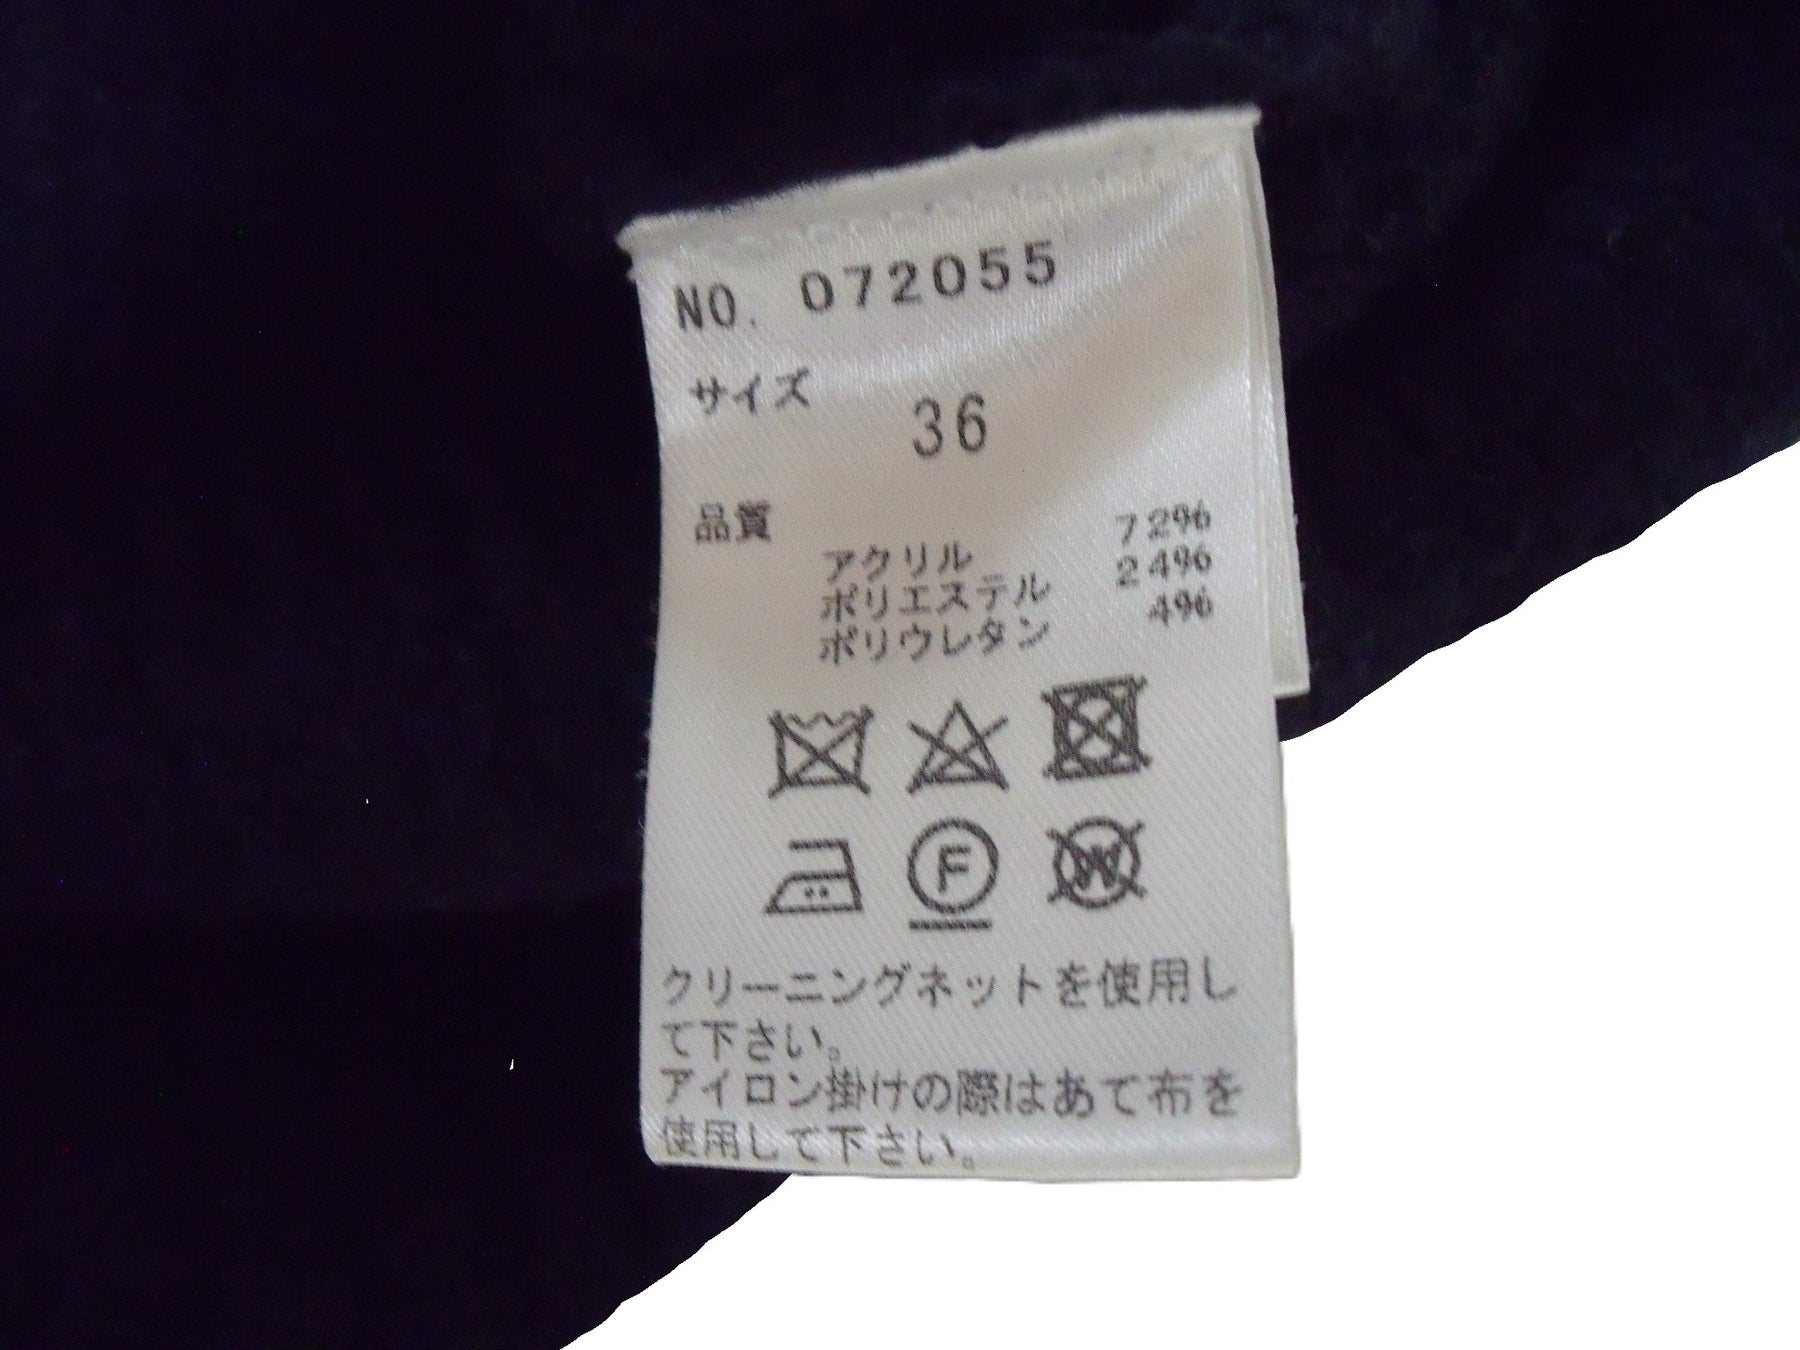 NO. 072055
サイズ 36
品質
アクリル 72%
ポリエステル 24%
ポリウレタン 4%
F W
クリーニングネットを使用し
て下さい。
アイロン掛けの際はあて布を
使用して下さい。